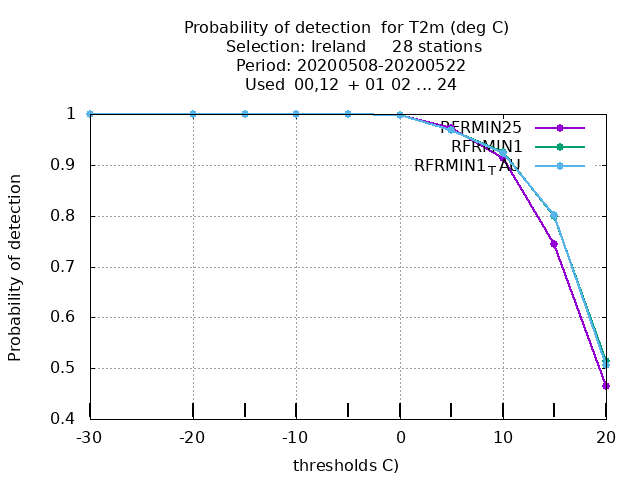 Probability of detection for T2m (deg C)
Selection: Ireland 28 stations
Period: 20200508-20200522
Used 00,12 + 01 02 ... 24
1
RFRMIN25
RFRMIN1
0.9
RFRMIN1TAU
0.8
Probability of detection
0.7
0.6
0.5
0.4
-30 -20 -10 0 10 20
thresholds C)